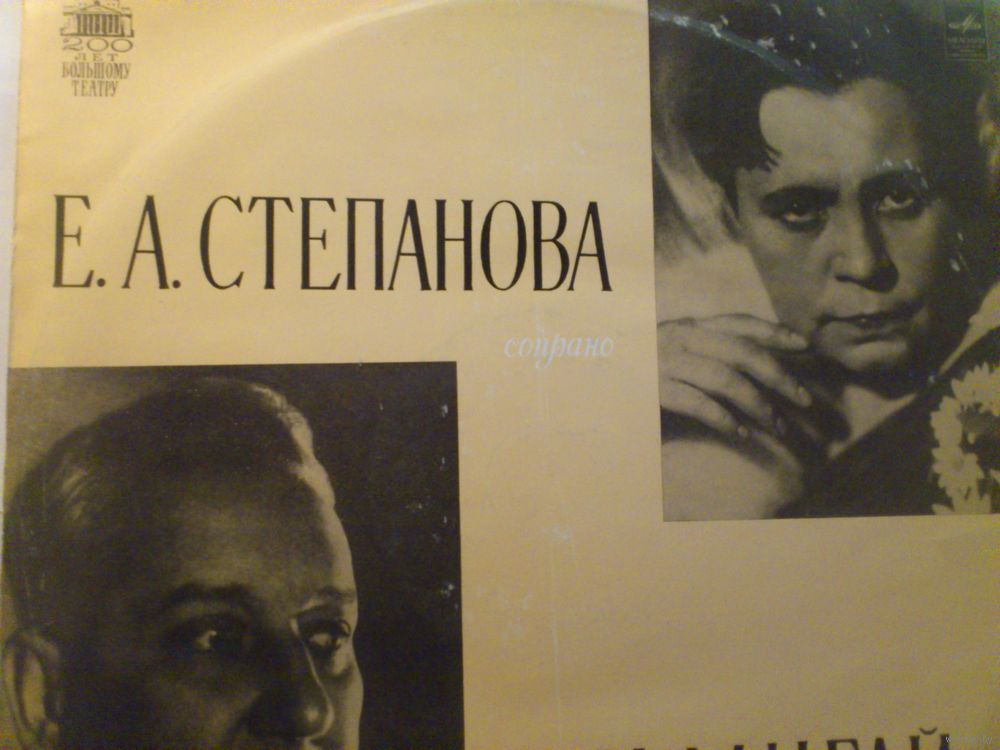 200
ЛЕТ
БОЛЬШОМУ
ТЕАТРУ
Е. А. СТЕПАНОВА
сопрано